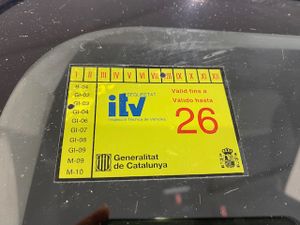 I II III IV V VI VII IX X XI XII
B-04
GI-02
GI-03
GI-04
GI-06
GI-07
GI-08
GI-09
M-09
M-10
SEGURETAT
itv
Inspecció Tècnica de Vehicles
Vàlid fins a
Válido hasta
26
Generalitat
de Catalunya